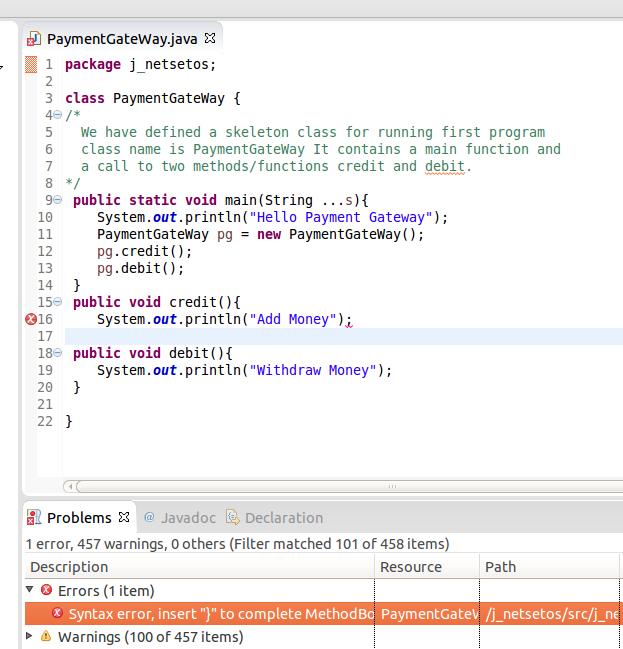 PaymentGateWay.java
1 package j_netsetos;
2
3 class PaymentGateWay {
4 /*
5 We have defined a skeleton class for running first program
6 class name is PaymentGateWay It contains a main function and
7 a call to two methods/functions credit and debit.
8 */
9 public static void main(String ...s){
10 System.out.println("Hello Payment Gateway");
11 PaymentGateWay pg = new PaymentGateWay();
12 pg.credit();
13 pg.debit();
14 }
15 public void credit(){
16 System.out.println("Add Money");
17
18 public void debit(){
19 System.out.println("Withdraw Money");
20 }
21
22 }
Problems @ Javadoc Declaration
1 error, 457 warnings, 0 others (Filter matched 101 of 458 items)
Description Resource Path
Errors (1 item)
Syntax error, insert "}" to complete MethodBo PaymentGateW /j_netsetos/src/j_ne
Warnings (100 of 457 items)